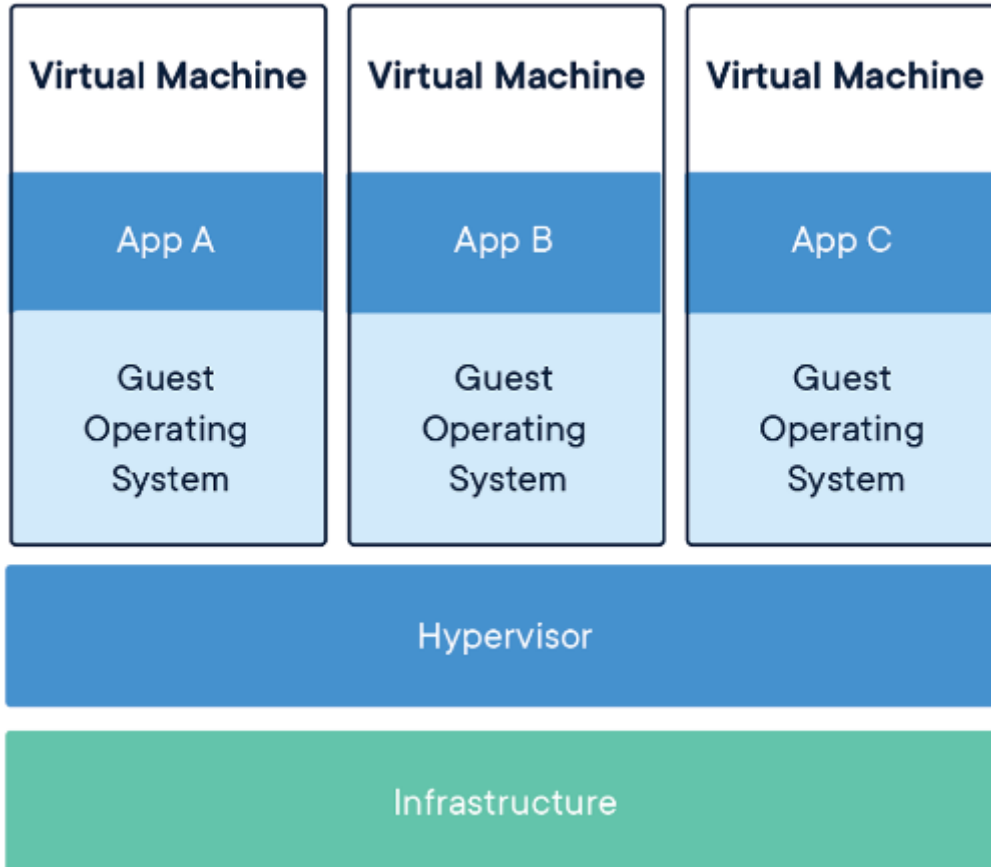 Virtual Machine
Virtual Machine
Virtual Machine
App A
App B
App C
Guest
Operating
System
Guest
Operating
System
Guest
Operating
System
Hypervisor
Infrastructure